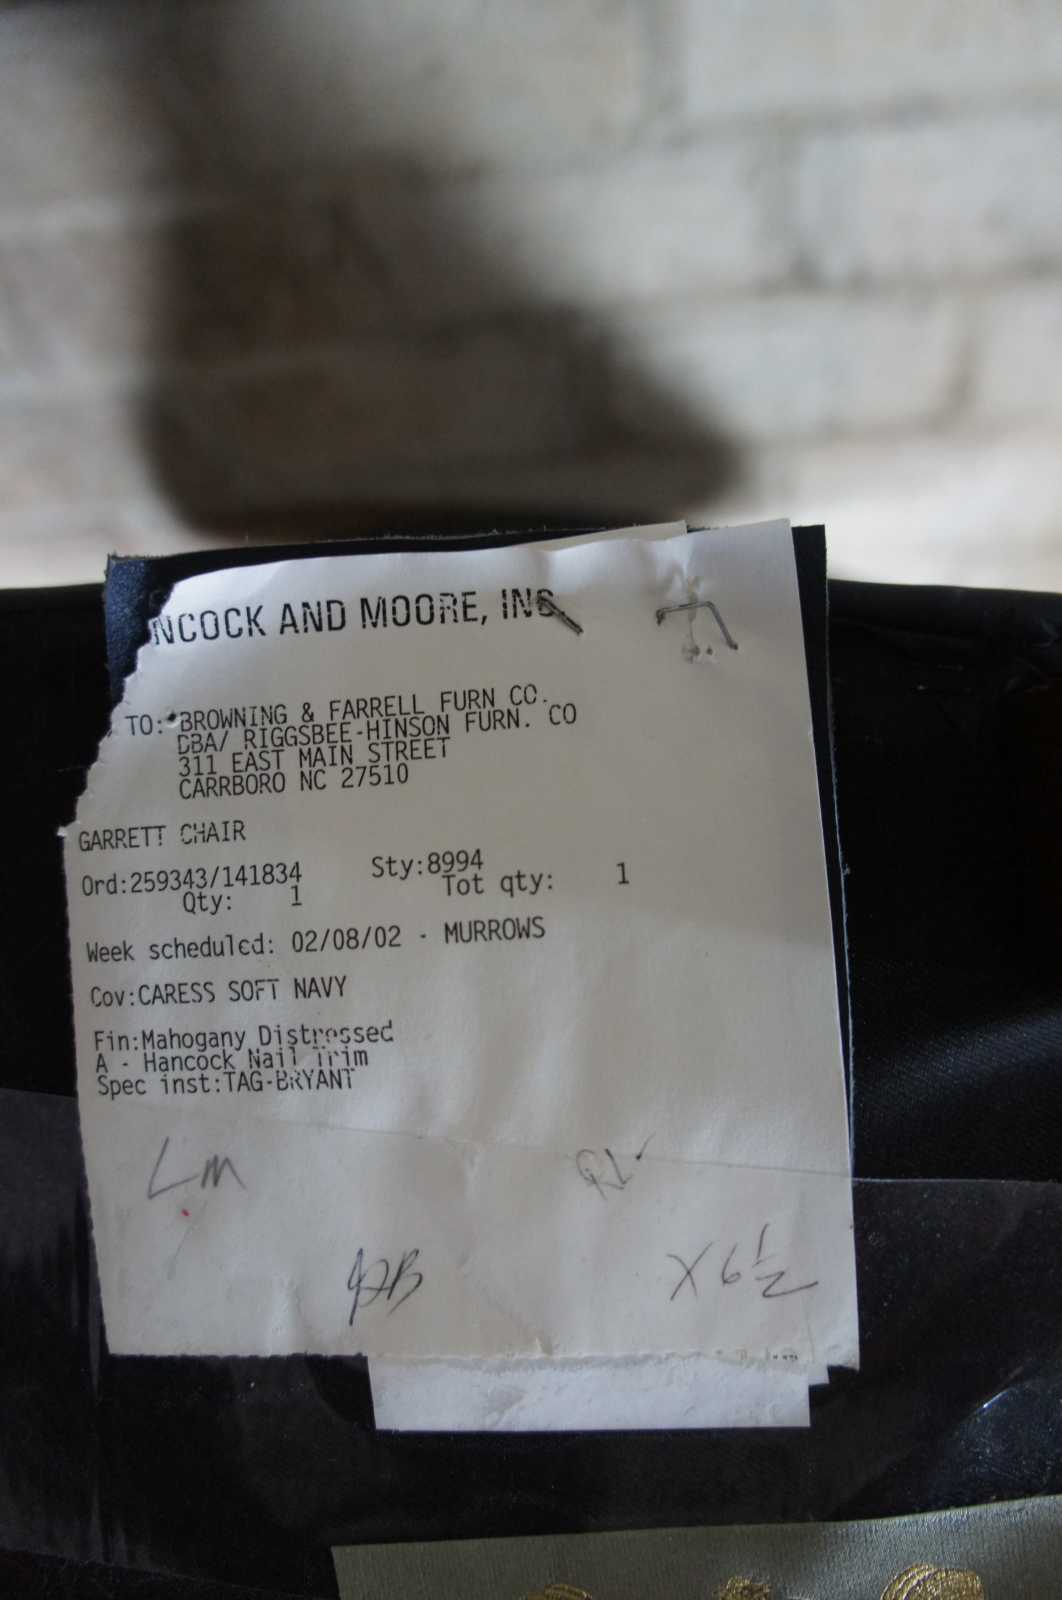 NCOCK AND MOORE, INC
TO: BROWNING & FARRELL FURN CO.
DBA/ RIGGSBEE-HINSON FURN. CO
311 EAST MAIN STREET
CARRBORO NC 27510
GARRETT CHAIR
Ord:259343/141834 Sty:8994
Qty: 1 Tot qty: 1
Week scheduled: 02/08/02 - MURROWS
Cov:CARESS SOFT NAVY
Fin:Mahogany Distressed
A - Hancock Nail Trim
Spec inst:TAG-BRYANT
LM
X 6 1/2